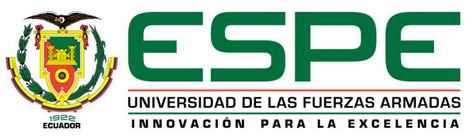 ESPE
UNIVERSIDAD DE LAS FUERZAS ARMADAS
INNOVACIÓN PARA LA EXCELENCIA
1922
ECUADOR